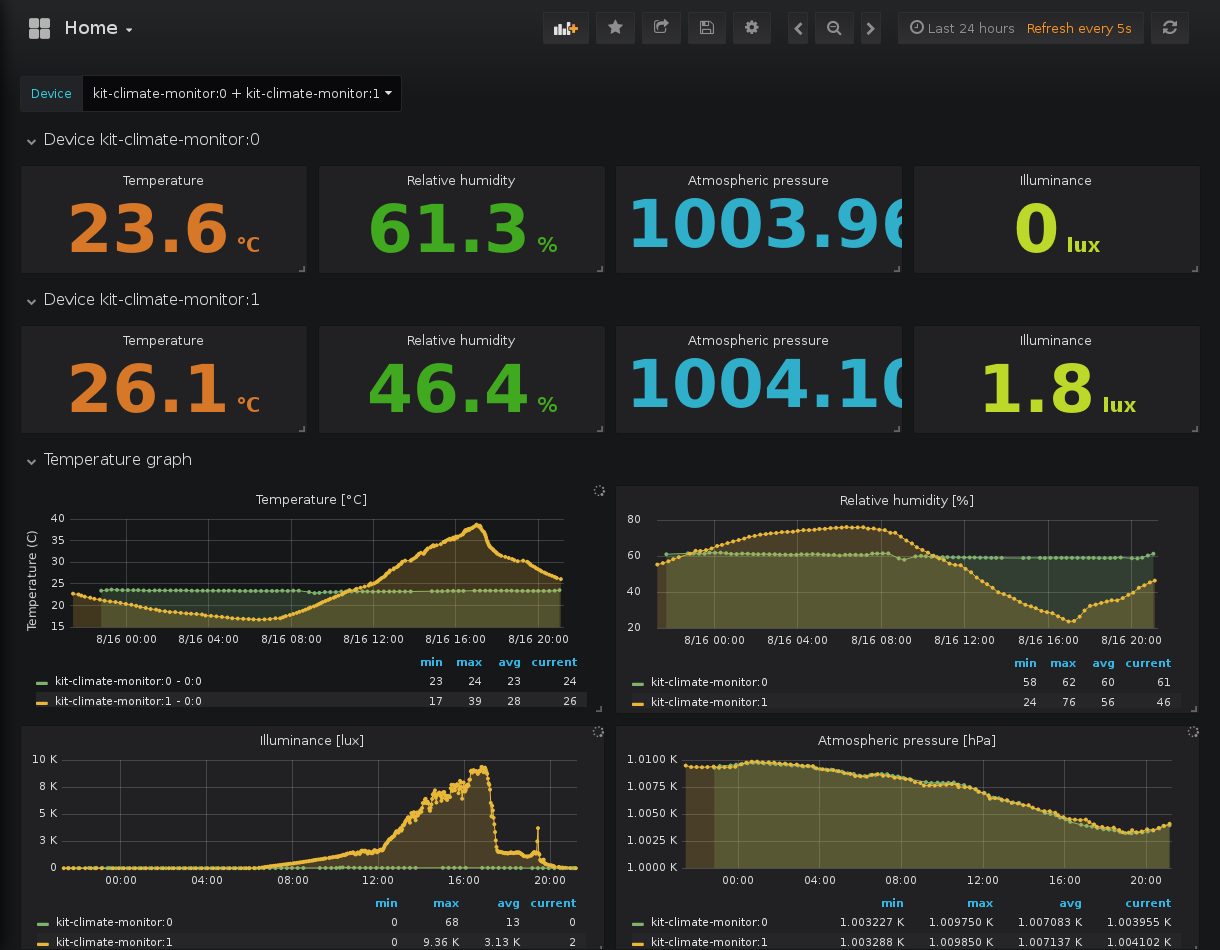 Home
Last 24 hours Refresh every 5s
Device kit-climate-monitor:0 + kit-climate-monitor:1
Device kit-climate-monitor:0
Temperature Relative humidity Atmospheric pressure Illuminance
23.6 °C 61.3 % 1003.96 0 lux
Device kit-climate-monitor:1
Temperature Relative humidity Atmospheric pressure Illuminance
26.1 °C 46.4 % 1004.10 1.8 lux
Temperature graph
Temperature [°C]
Temperature (C)
40
35
30
25
20
15
8/16 00:00 8/16 04:00 8/16 08:00 8/16 12:00 8/16 16:00 8/16 20:00
min max avg current
kit-climate-monitor:0 - 0:0 23 24 23 24
kit-climate-monitor:1 - 0:0 17 39 28 26
Relative humidity [%]
80
60
40
20
8/16 00:00 8/16 04:00 8/16 08:00 8/16 12:00 8/16 16:00 8/16 20:00
min max avg current
kit-climate-monitor:0 58 62 60 61
kit-climate-monitor:1 24 76 56 46
Illuminance [lux]
10 K
8 K
5 K
3 K
0
00:00 04:00 08:00 12:00 16:00 20:00
min max avg current
kit-climate-monitor:0 0 68 13 0
kit-climate-monitor:1 0 9.36 K 3.13 K 2
Atmospheric pressure [hPa]
1.0100 K
1.0075 K
1.0050 K
1.0025 K
1.0000 K
00:00 04:00 08:00 12:00 16:00 20:00
min max avg current
kit-climate-monitor:0 1.003227 K 1.009750 K 1.007083 K 1.003955 K
kit-climate-monitor:1 1.003288 K 1.009850 K 1.007137 K 1.004102 K